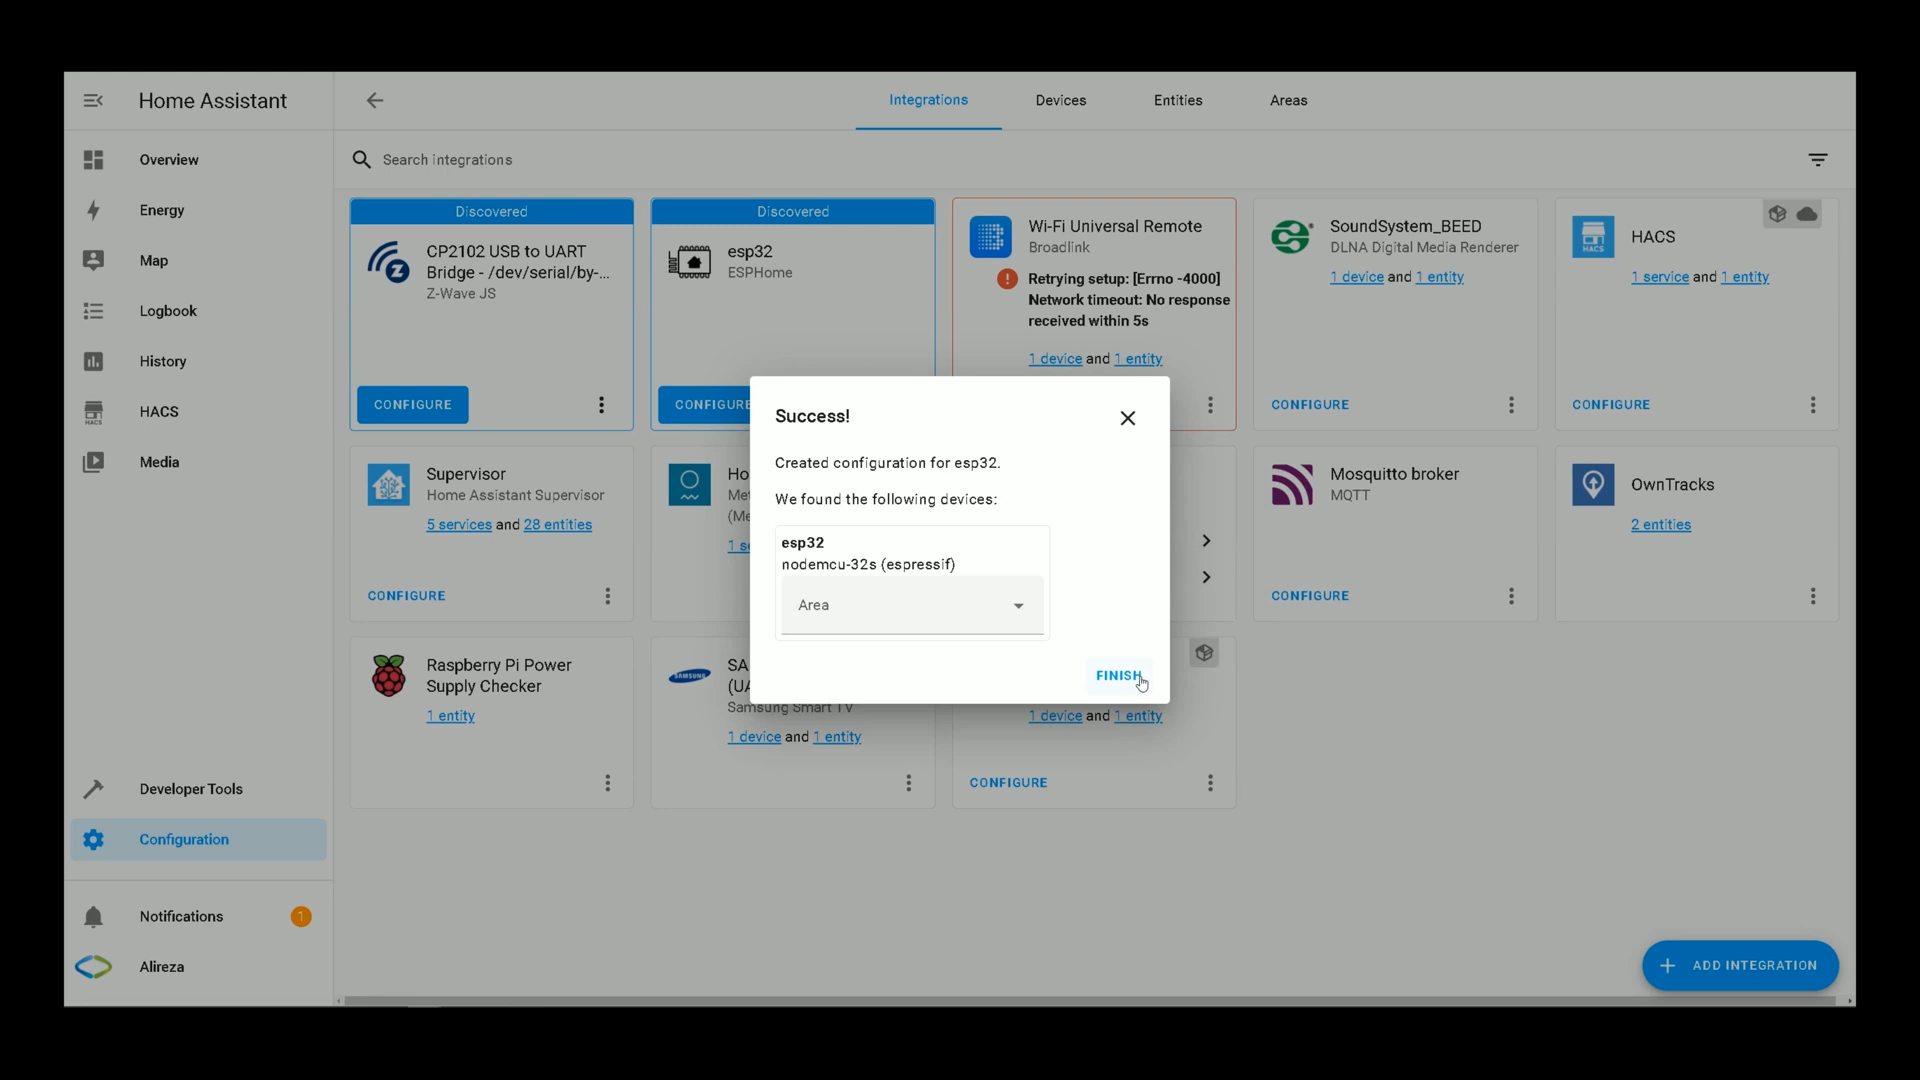 Home Assistant
Integrations
Devices
Entities
Areas
Overview
Energy
Map
Logbook
History
HACS
Media
Developer Tools
Configuration
Notifications
1
Alireza
Search integrations
Discovered
CP2102 USB to UART
Bridge - /dev/serial/by-...
Z-Wave JS
CONFIGURE
Discovered
esp32
ESPHome
CONFIGURE
Wi-Fi Universal Remote
Broadlink
Retrying setup: [Errno -4000]
Network timeout: No response
received within 5s
1 device and 1 entity
SoundSystem_BEED
DLNA Digital Media Renderer
1 device and 1 entity
CONFIGURE
HACS
HACS
1 service and 1 entity
CONFIGURE
Supervisor
Home Assistant Supervisor
5 services and 28 entities
CONFIGURE
Success!
Created configuration for esp32.
We found the following devices:
esp32
nodemcu-32s (espressif)
Area
FINISH
Mosquitto broker
MQTT
CONFIGURE
OwnTracks
2 entities
Raspberry Pi Power
Supply Checker
1 entity
SAMSUNG
Samsung Smart TV
1 device and 1 entity
1 device and 1 entity
CONFIGURE
ADD INTEGRATION